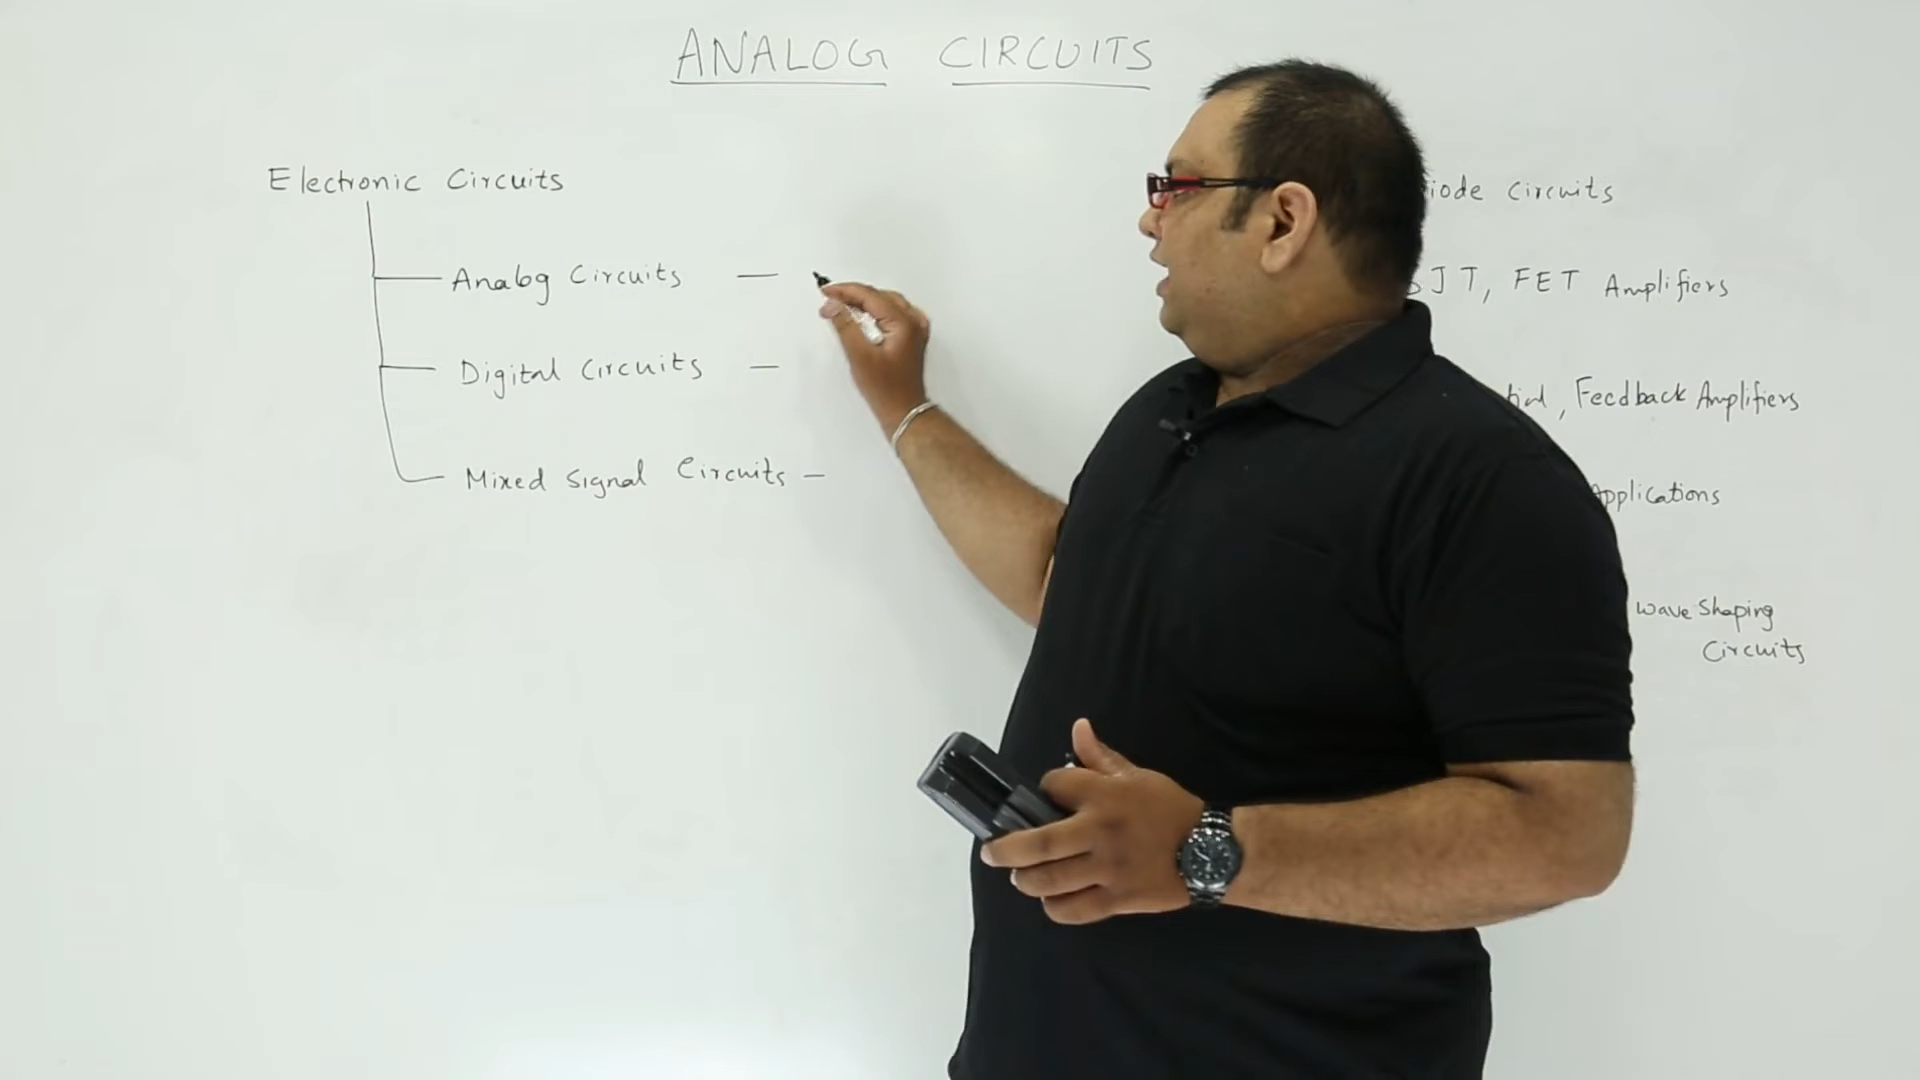 ANALOG CIRCUITS
Electronic Circuits
Analog Circuits —
Digital Circuits —
Mixed Signal Circuits —
iode Circuits
JT, FET Amplifiers
, Feedback Amplifiers
Applications
Wave Shaping
Circuits